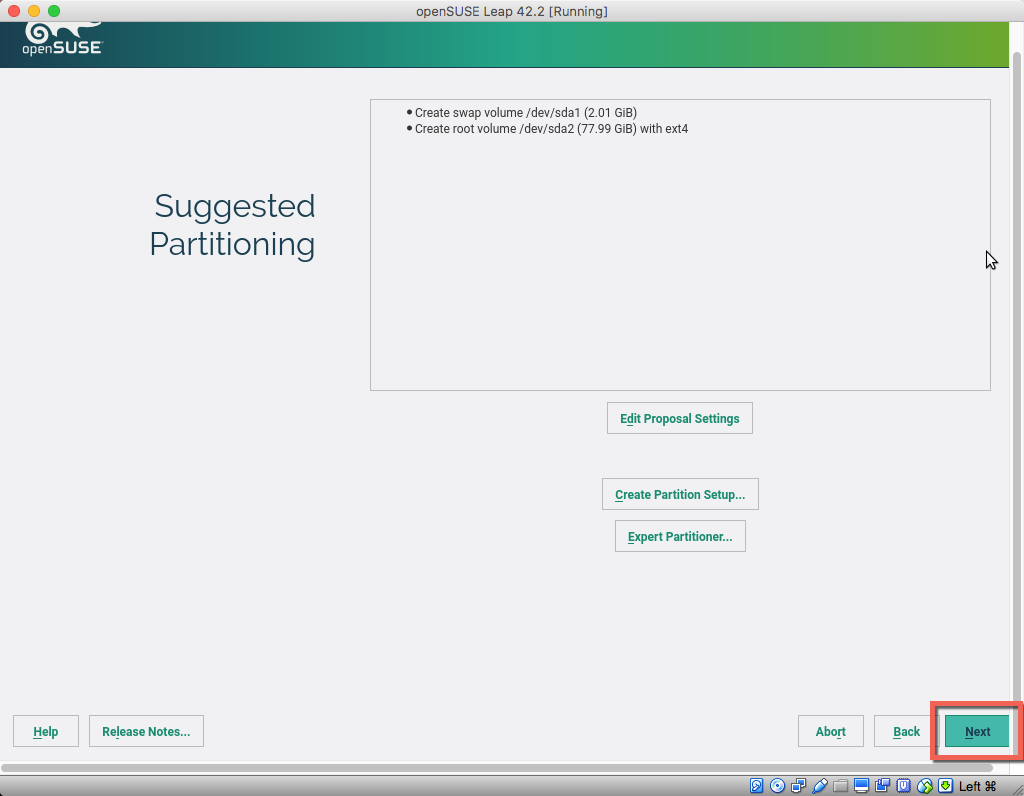 openSUSE Leap 42.2 [Running]
openSUSE
Create swap volume /dev/sda1 (2.01 GiB)
Create root volume /dev/sda2 (77.99 GiB) with ext4
Suggested
Partitioning
Edit Proposal Settings
Create Partition Setup...
Expert Partitioner...
Help
Release Notes...
Abort
Back
Next
Left ⌘